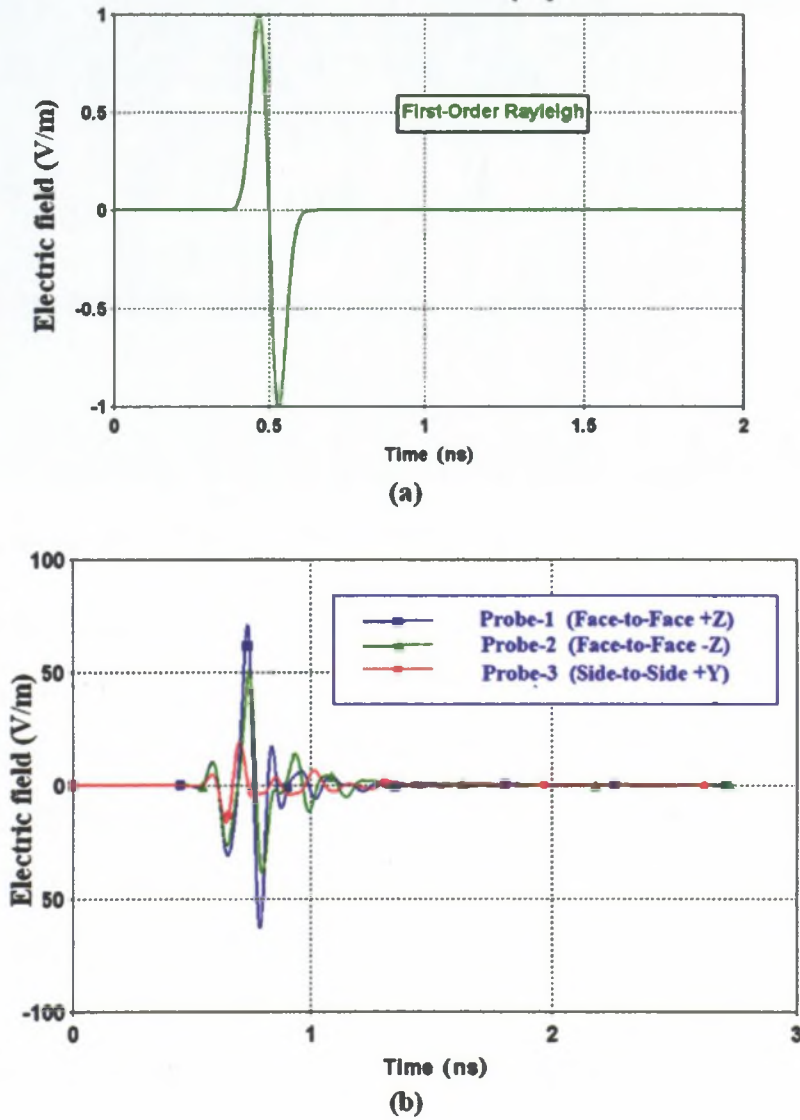 1
0.5
0
-0.5
-1
Electric field (V/m)
First-Order Rayleigh
0 0.5 1 1.5 2
Time (ns)
(a)
100
50
0
50
-100
Electric field (V/m)
Probe-1 (Face-to-Face +Z)
Probe-2 (Face-to-Face -Z)
Probe-3 (Side-to-Side +Y)
0 1 2 3
Time (ns)
(b)